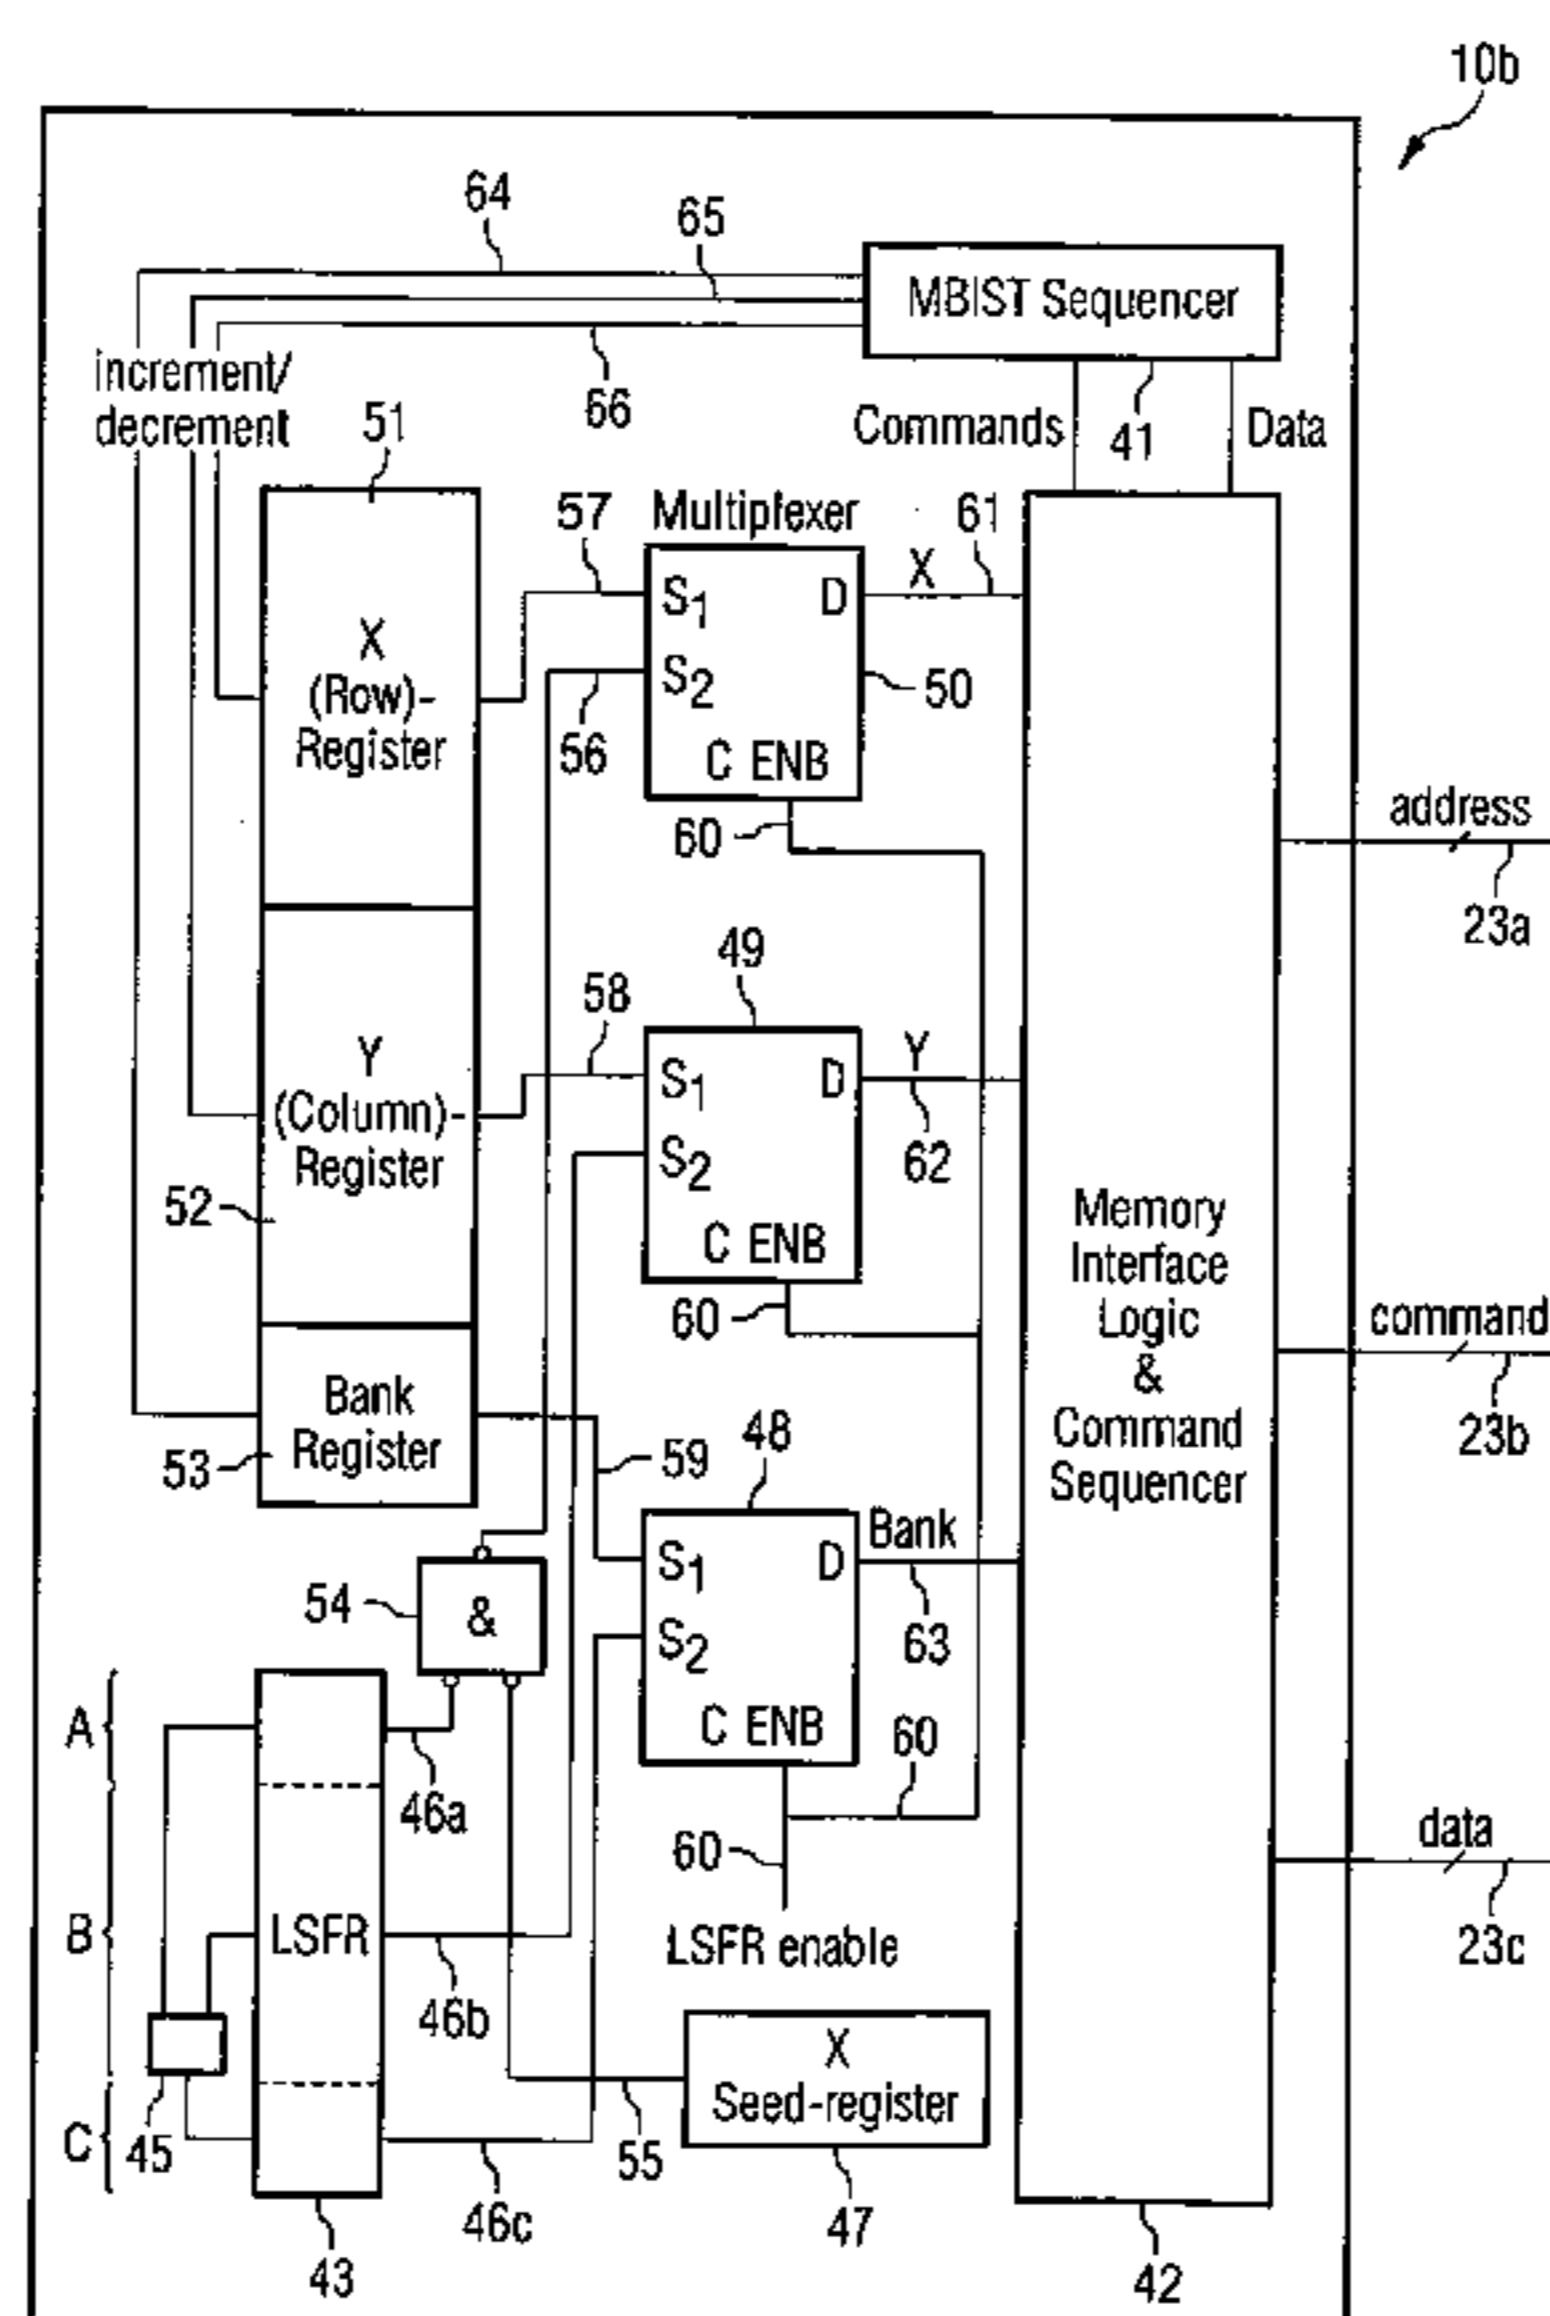 10b
64
65
MBIST Sequencer
increment/
decrement
66
Commands
41
Data
51
57
Multiplexer
61
X
S1
D
X
(Row)-
Register
S2
50
56
C ENB
60
address
23a
49
58
Y
S1
D
Y
(Column)-
Register
S2
62
52
C ENB
60
Memory
Interface
Logic
&
Command
Sequencer
command
23b
Bank
Register
53
59
48
Bank
S1
D
54
&
S2
63
A
C ENB
60
46a
60
data
23c
B
LSFR
LSFR enable
46b
X
Seed-register
C
45
55
46c
47
43
42